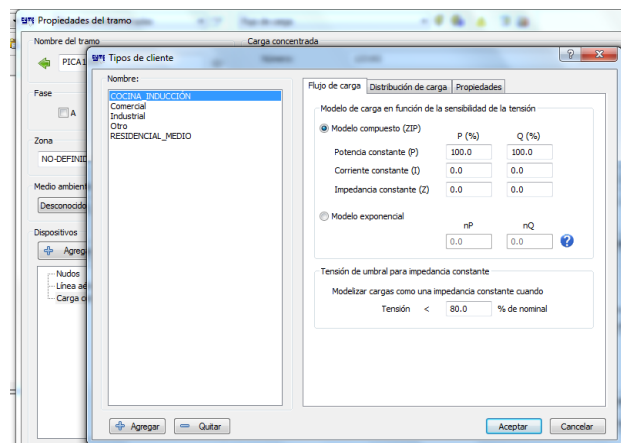 Propiedades del tramo
Nombre del tramo
Carga concentrada
PICA1
Fase
A
Zona
NO-DEFINID
Medio ambient
Desconocido
Dispositivos
Agreg
Nudos
Línea aé
Carga c
Tipos de cliente
Nombre:
COCINA_INDUCCIÓN
Comercial
Industrial
Otro
RESIDENCIAL_MEDIO
Agregar
Quitar
Flujo de carga
Distribución de carga
Propiedades
Modelo de carga en función de la sensibilidad de la tensión
Modelo compuesto (ZIP)
P (%) Q (%)
Potencia constante (P) 100.0 100.0
Corriente constante (I) 0.0 0.0
Impedancia constante (Z) 0.0 0.0
Modelo exponencial
nP nQ
0.0 0.0
Tensión de umbral para impedancia constante
Modelizar cargas como una impedancia constante cuando
Tensión < 80.0 % de nominal
Aceptar
Cancelar